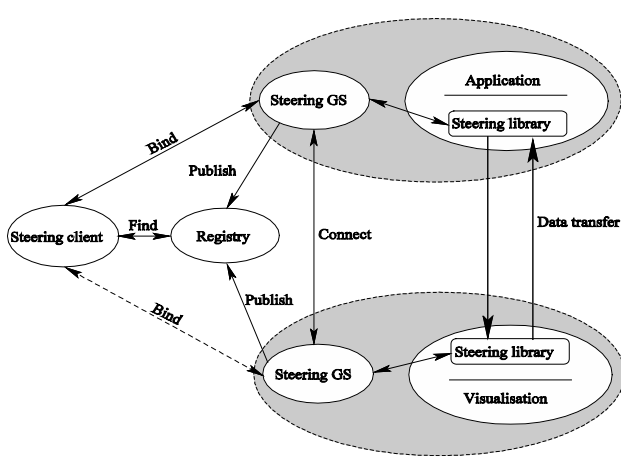 Application
Steering GS
Steering library
Bind
Publish
Find
Steering client
Registry
Connect
Data transfer
Publish
Bind
Steering library
Steering GS
Visualisation